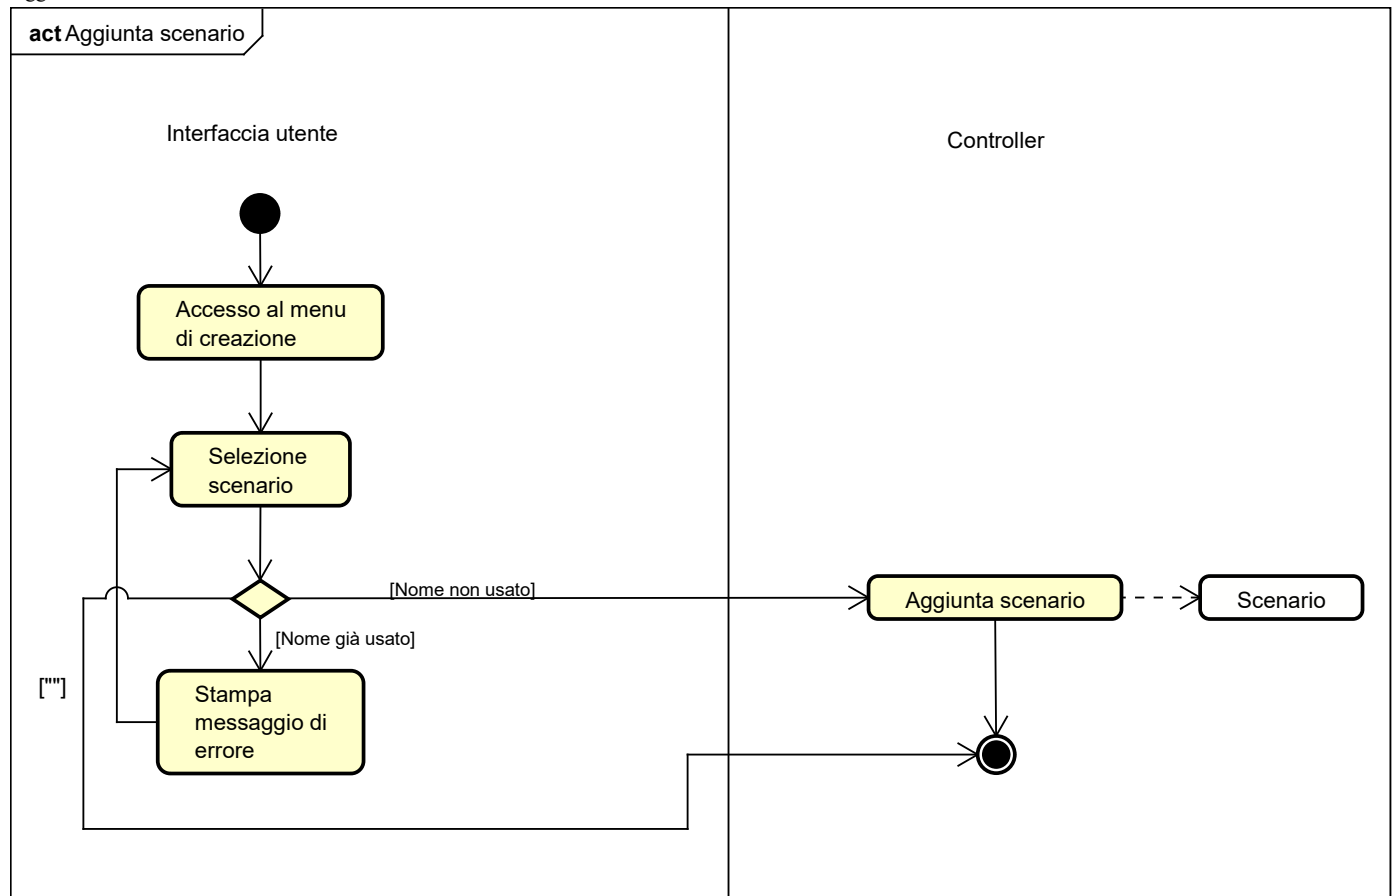 act Aggiunta scenario
Interfaccia utente
Controller
Accesso al menu
di creazione
Selezione
scenario
[Nome non usato]
Aggiunta scenario
Scenario
[Nome già usato]
[""]
Stampa
messaggio di
errore